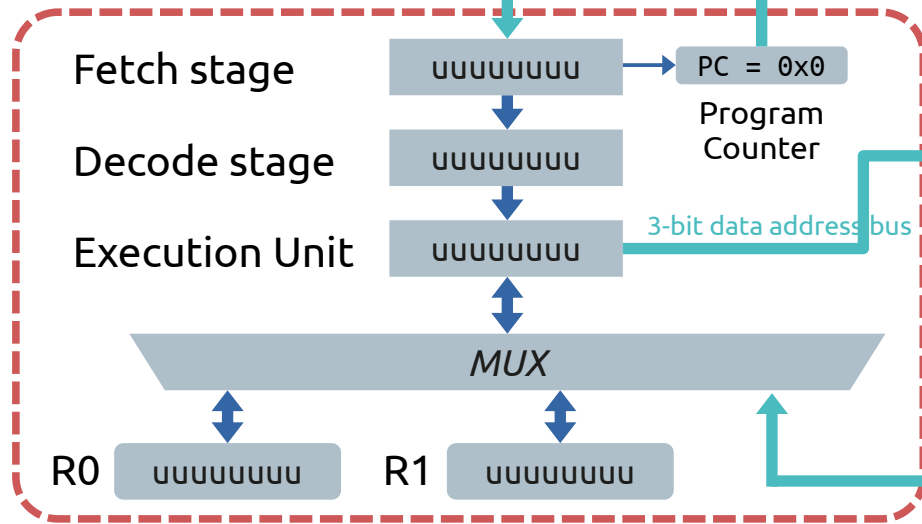 Fetch stage
uuuuuuuu
PC = 0x0
Program
Counter
Decode stage
uuuuuuuu
Execution Unit
uuuuuuuu
3-bit data address bus
MUX
R0
uuuuuuuu
R1
uuuuuuuu